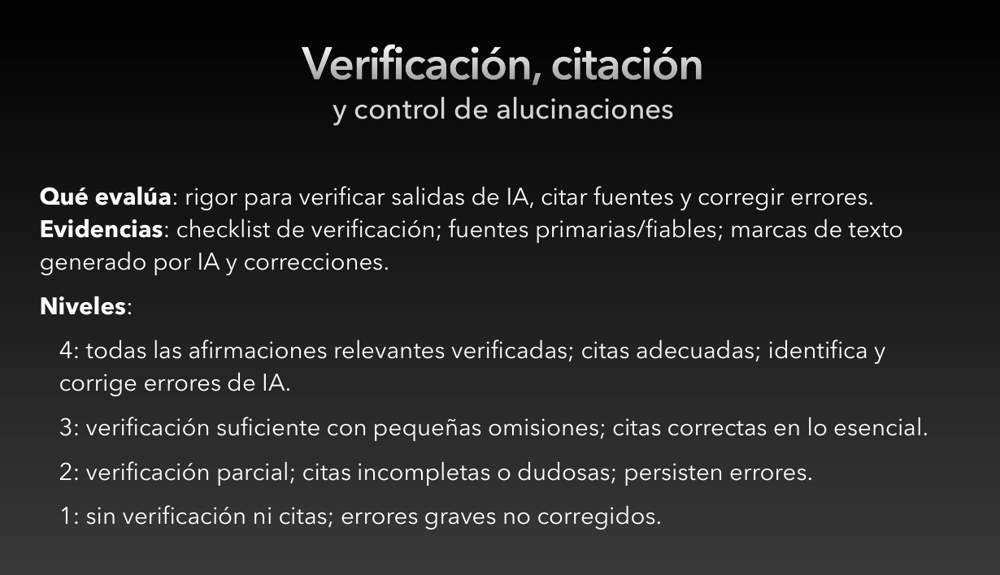 Verificación, citación
y control de alucinaciones
Qué evalúa: rigor para verificar salidas de IA, citar fuentes y corregir errores.
Evidencias: checklist de verificación; fuentes primarias/fiables; marcas de texto
generado por IA y correcciones.
Niveles:
4: todas las afirmaciones relevantes verificadas; citas adecuadas; identifica y
corrige errores de IA.
3: verificación suficiente con pequeñas omisiones; citas correctas en lo esencial.
2: verificación parcial; citas incompletas o dudosas; persisten errores.
1: sin verificación ni citas; errores graves no corregidos.